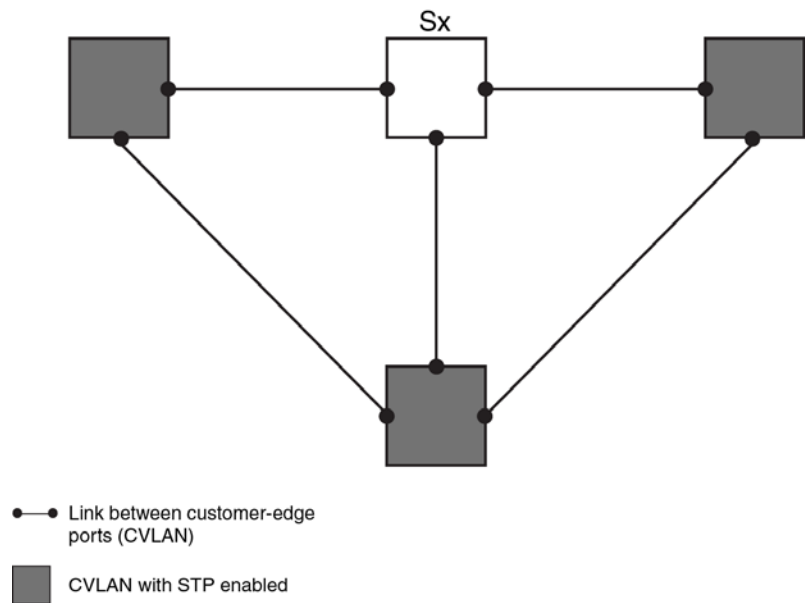 Sx
Link between customer-edge
ports (CVLAN)
CVLAN with STP enabled